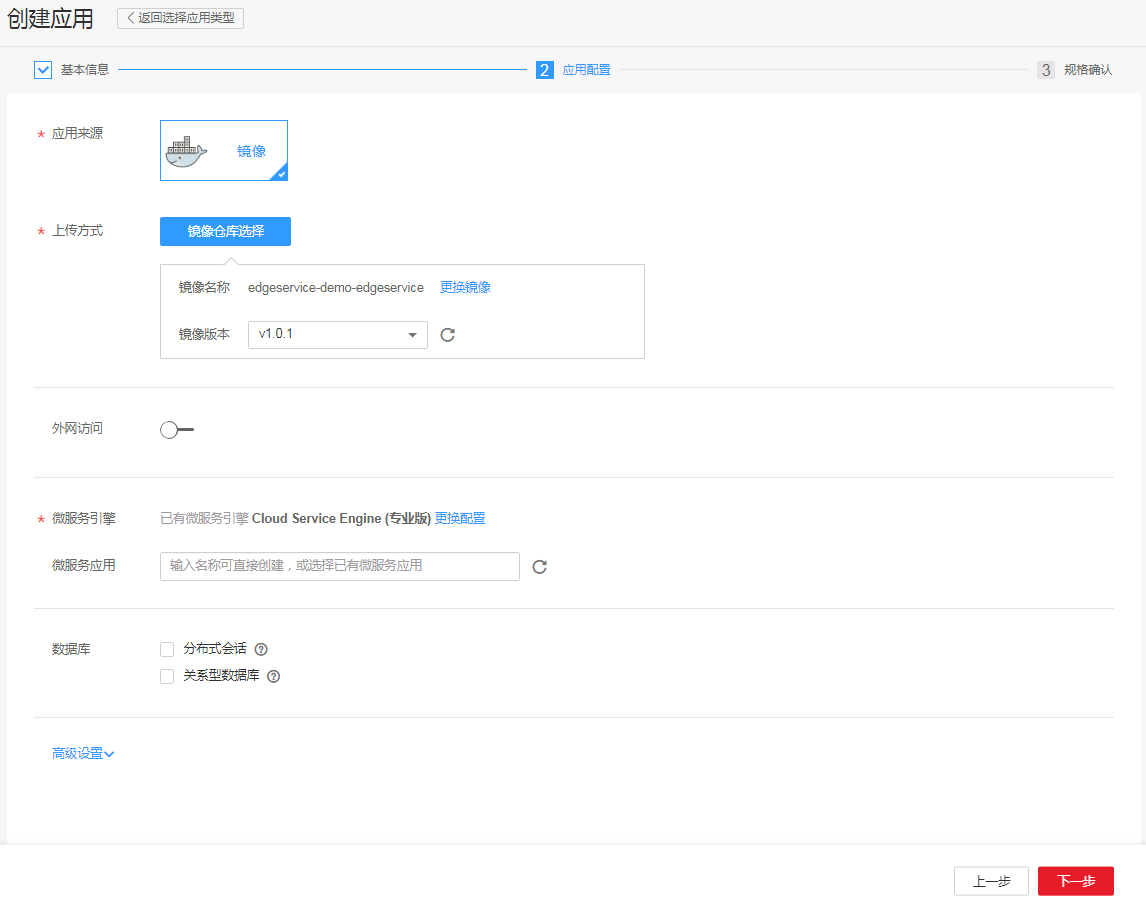 创建应用 返回选择应用类型
基本信息 2 应用配置 3 规格确认
* 应用来源 镜像
* 上传方式 镜像仓库选择
镜像名称 edgeservice-demo-edgeservice 更换镜像
镜像版本 v1.0.1
外网访问
* 微服务引擎 已有微服务引擎 Cloud Service Engine (专业版) 更换配置
微服务应用 输入名称可直接创建，或选择已有微服务应用
数据库 分布式会话 ?
关系型数据库 ?
高级设置
上一步 下一步